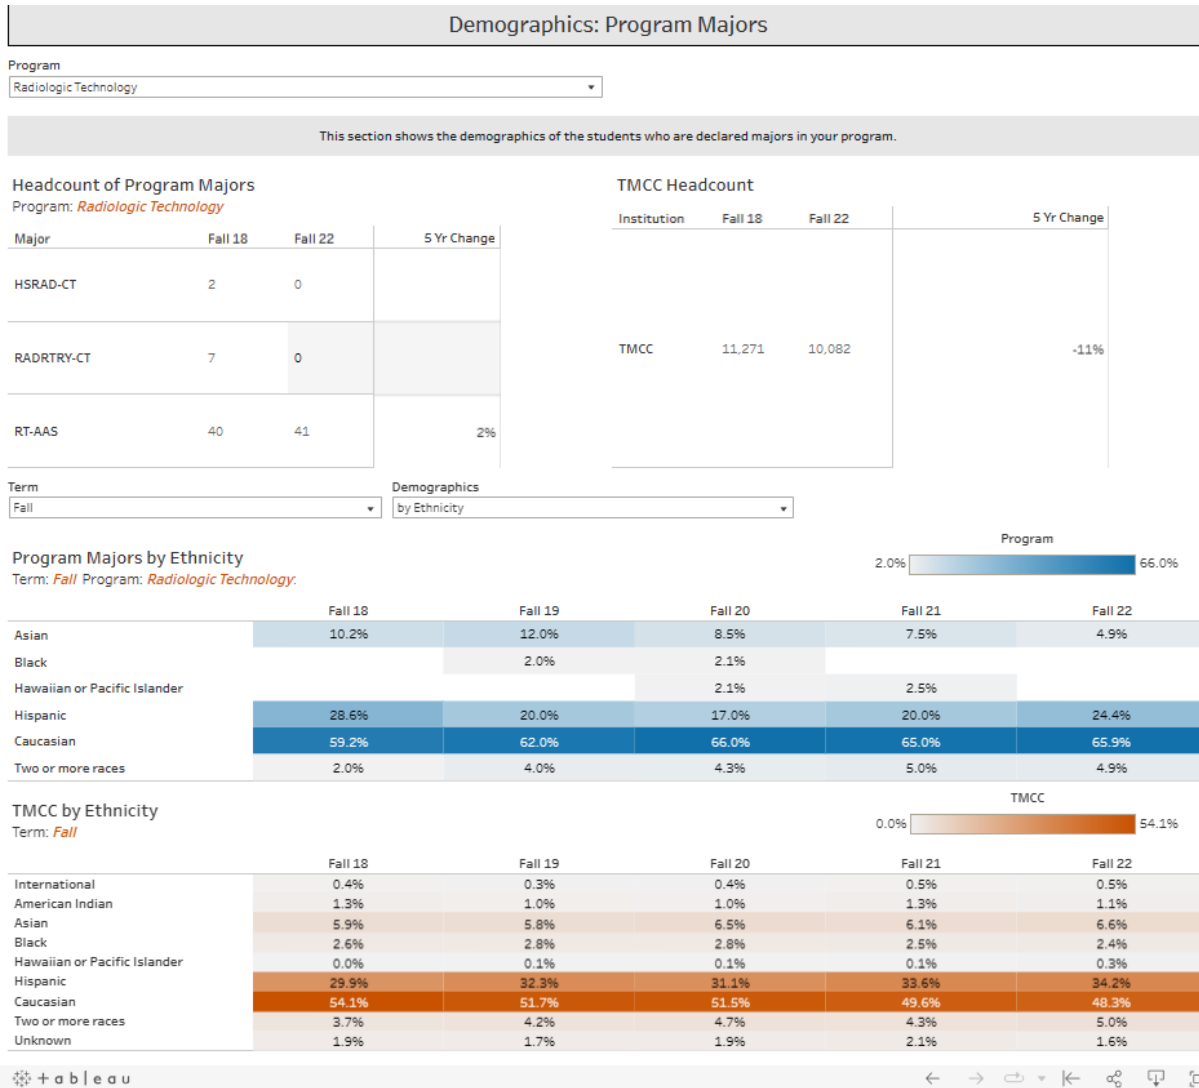 Demographics: Program Majors
Program
Radiologic Technology
This section shows the demographics of the students who are declared majors in your program.
Headcount of Program Majors
Program: Radiologic Technology
Major Fall 18 Fall 22 5 Yr Change
HSRAD-CT 2 0
RADRTRY-CT 7 0
RT-AAS 40 41 2%
TMCC Headcount
Institution Fall 18 Fall 22 5 Yr Change
TMCC 11,271 10,082 -11%
Term
Fall
Demographics
by Ethnicity
Program Majors by Ethnicity
Term: Fall Program: Radiologic Technology.
Program
2.0% 66.0%
Fall 18 Fall 19 Fall 20 Fall 21 Fall 22
Asian 10.2% 12.0% 8.5% 7.5% 4.9%
Black 2.0% 2.1%
Hawaiian or Pacific Islander 2.1% 2.5%
Hispanic 28.6% 20.0% 17.0% 20.0% 24.4%
Caucasian 59.2% 62.0% 66.0% 65.0% 65.9%
Two or more races 2.0% 4.0% 4.3% 5.0% 4.9%
TMCC by Ethnicity
Term: Fall
TMCC
0.0% 54.1%
Fall 18 Fall 19 Fall 20 Fall 21 Fall 22
International 0.4% 0.3% 0.4% 0.5% 0.5%
American Indian 1.3% 1.0% 1.0% 1.3% 1.1%
Asian 5.9% 5.8% 6.5% 6.1% 6.6%
Black 2.6% 2.8% 2.8% 2.5% 2.4%
Hawaiian or Pacific Islander 0.0% 0.1% 0.1% 0.1% 0.3%
Hispanic 29.9% 32.3% 31.1% 33.6% 34.2%
Caucasian 54.1% 51.7% 51.5% 49.6% 48.3%
Two or more races 3.7% 4.2% 4.7% 4.3% 5.0%
Unknown 1.9% 1.7% 1.9% 2.1% 1.6%
+ a b l e a u